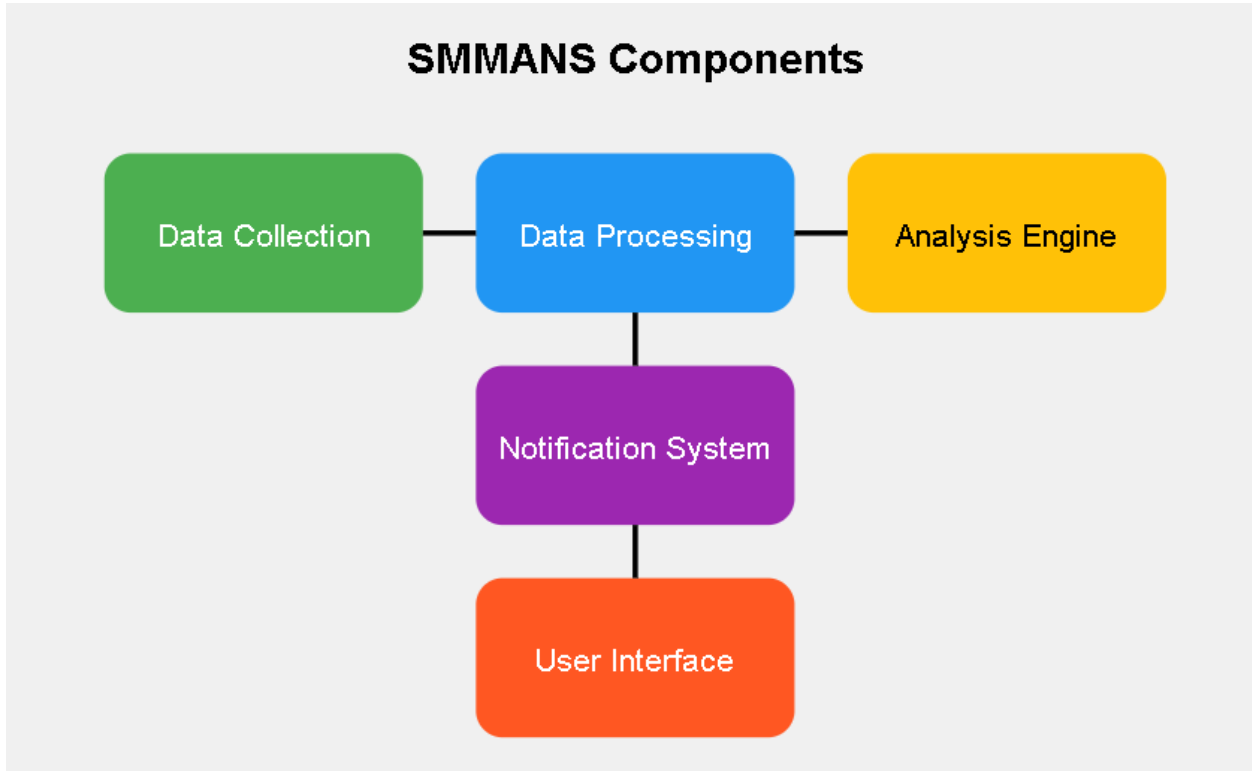 SMMANS Components
Data Collection
Data Processing
Analysis Engine
Notification System
User Interface